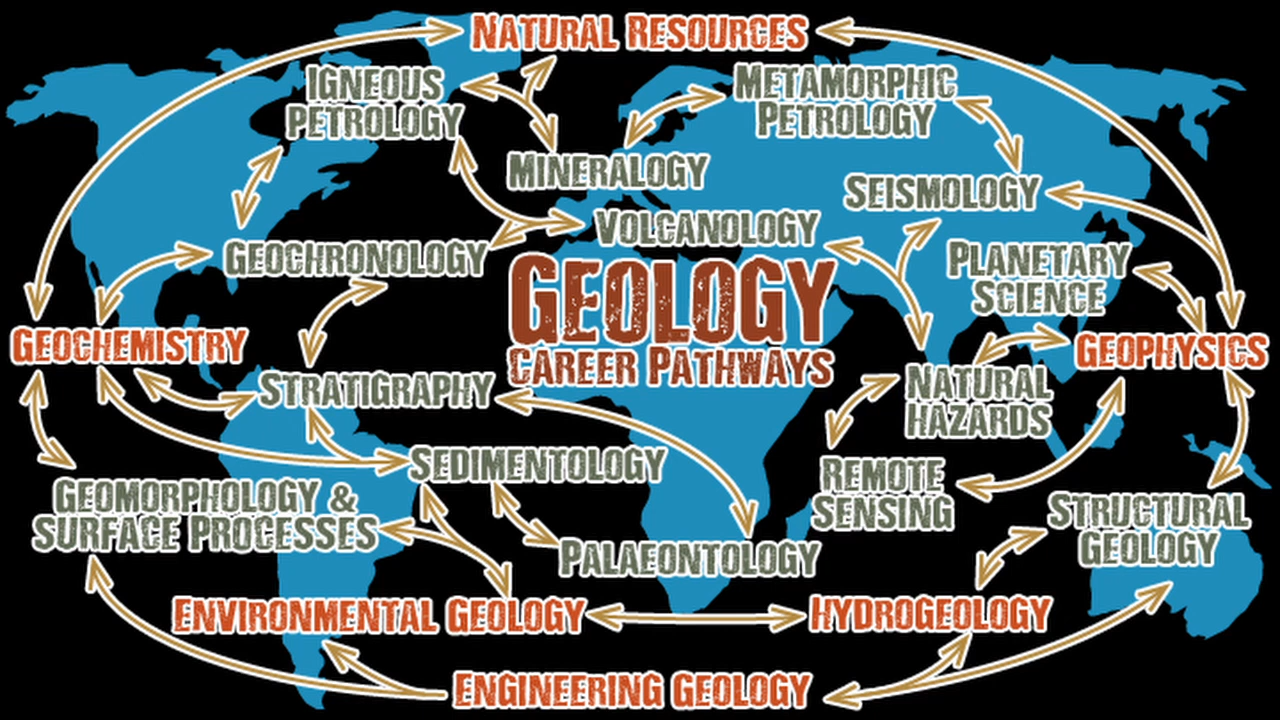 NATURAL RESOURCES
IGNEOUS
PETROLOGY
METAMORPHIC
PETROLOGY
MINERALOGY
SEISMOLOGY
VOLCANOLOGY
GEOCHRONOLOGY
PLANETARY
SCIENCE
GEOLOGY
CAREER PATHWAYS
GEOCHEMISTRY
GEOPHYSICS
STRATIGRAPHY
NATURAL
HAZARDS
SEDIMENTOLOGY
REMOTE
SENSING
GEOMORPHOLOGY &
SURFACE PROCESSES
STRUCTURAL
GEOLOGY
PALAEONTOLOGY
ENVIRONMENTAL GEOLOGY
HYDROGEOLOGY
ENGINEERING GEOLOGY